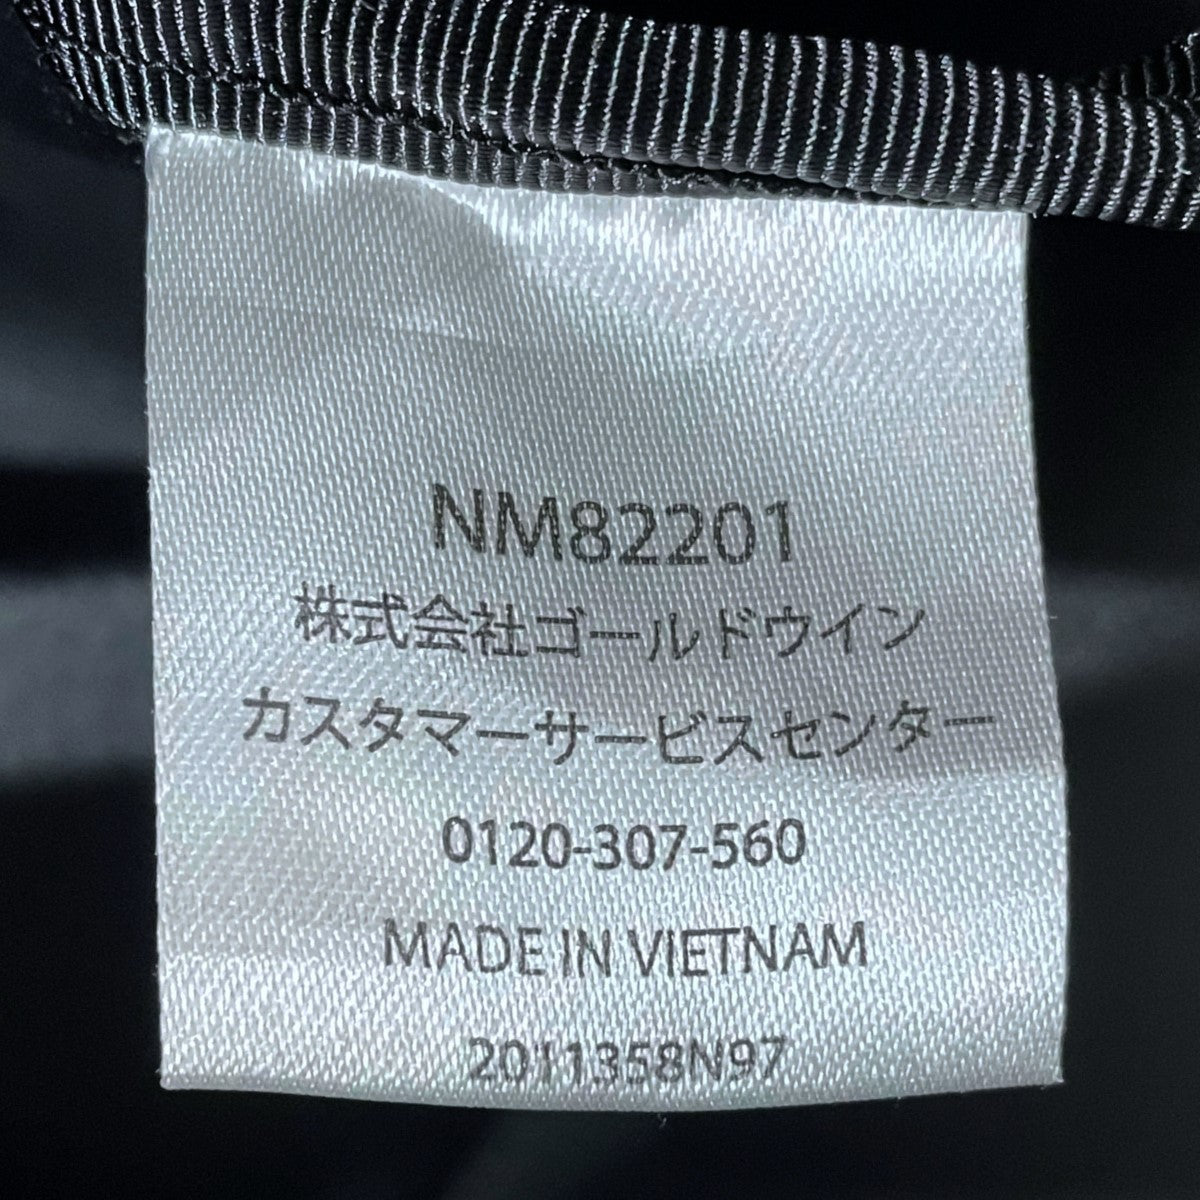 NM82201
株式会社ゴールドウイン
カスタマーサービスセンター
0120-307-560
MADE IN VIETNAM
2011358N97